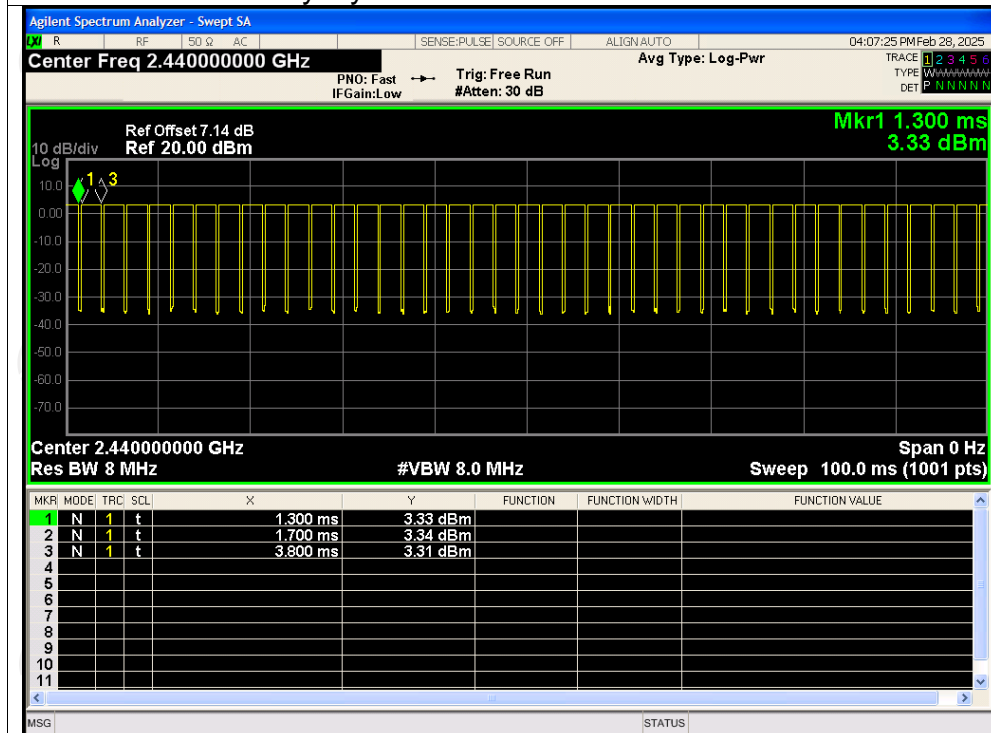 Agilent Spectrum Analyzer - Swept SA
LXI R RF 50 Ω AC SENSE:PULSE SOURCE OFF ALIGN AUTO 04:07:25 PM Feb 28, 2025
Center Freq 2.440000000 GHz
PNO: Fast
IFGain:Low
Trig: Free Run
#Atten: 30 dB
Avg Type: Log-Pwr
TRACE 1 2 3 4 5 6
TYPE
DET P N N N N N
Mkr1 1.300 ms
3.33 dBm
Ref Offset 7.14 dB
10 dB/div Ref 20.00 dBm
Log
1 3
10.0
0.00
-10.0
-20.0
-30.0
-40.0
-50.0
-60.0
-70.0
Center 2.440000000 GHz Span 0 Hz
Res BW 8 MHz #VBW 8.0 MHz Sweep 100.0 ms (1001 pts)
MKR MODE TRC SCL X Y FUNCTION FUNCTION WIDTH FUNCTION VALUE
1 N 1 t 1.300 ms 3.33 dBm
2 N 1 t 1.700 ms 3.34 dBm
3 N 1 t 3.800 ms 3.31 dBm
4
5
6
7
8
9
10
11
MSG STATUS